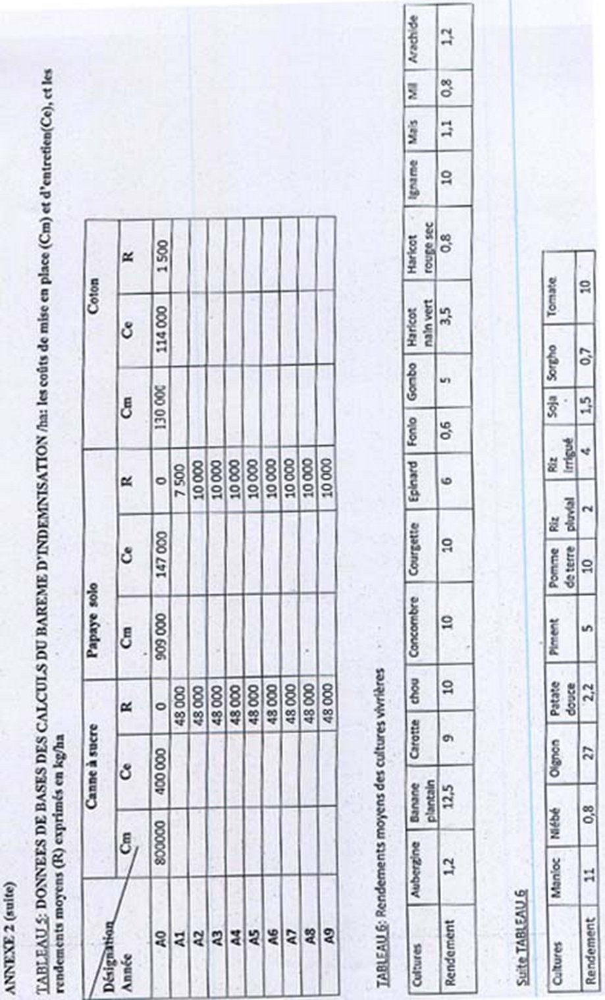 ANNEXE 2 (suite)
TABLEAU 5: DONNEES DE BASES DES CALCULS DU BAREME D'INDEMNISATION /ha: les coûts de mise en place (Cm) et d'entretien(Ce), et les
rendements moyens (R) exprimés en kg/ha
Désignation Canne à sucre Papaye solo Coton
Année Cm Ce R Cm Ce R Cm Ce R
A0 800000 400 000 0 909 000 147 000 0 130 000 114 000 1 500
A1 48 000 7 500
A2 48 000 10 000
A3 48 000 10 000
A4 48 000 10 000
A5 48 000 10 000
A6 48 000 10 000
A7 48 000 10 000
A8 48 000 10 000
A9 48 000 10 000
TABLEAU 6: Rendements moyens des cultures vivrières
Cultures Aubergine Banane plantain Carotte chou Concombre Courgette Epinard Fonio Gombo Haricot nain vert Haricot rouge sec Igname Maïs Mil Arachide
Rendement 1,2 12,5 9 10 10 10 6 0,6 5 3,5 0,8 10 1,1 0,8 1,2
Suite TABLEAU 6
Cultures Manioc Niébé Oignon Patate douce Piment Pomme de terre Riz pluvial Riz irrigué Soja Sorgho Tomate
Rendement 11 0,8 27 2,2 5 10 2 4 1,5 0,7 10